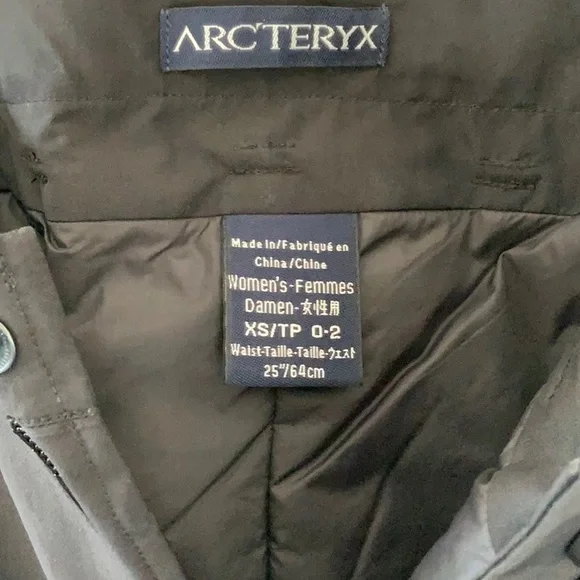 ARC'TERYX
Made in/Fabriqué en
China/Chine
Women's-Femmes
Damen-女性用
XS/TP 0-2
Waist-Taille-Taille-ウェスト
25"/64cm